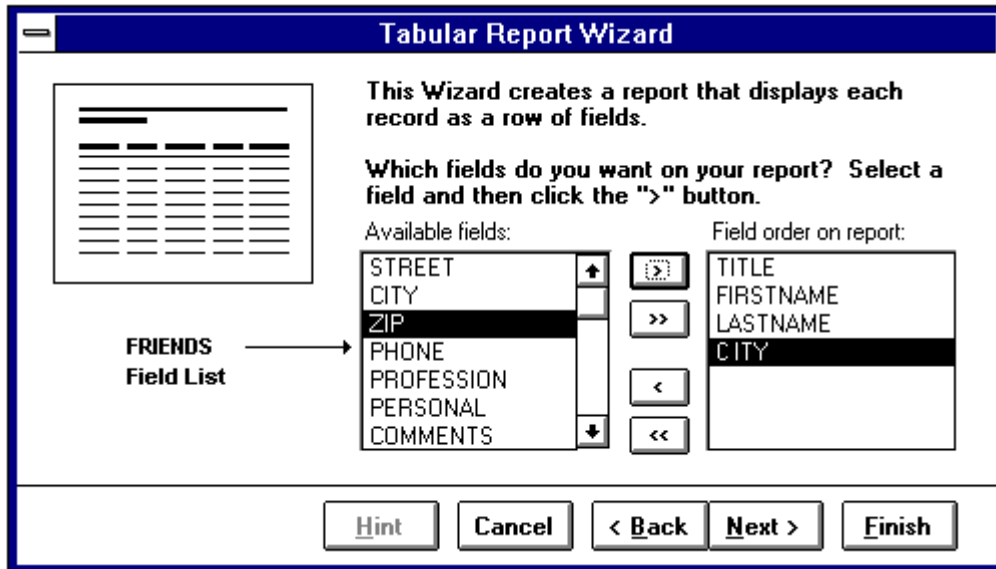 Tabular Report Wizard
This Wizard creates a report that displays each
record as a row of fields.
Which fields do you want on your report?  Select a
field and then click the ">" button.
Available fields:
Field order on report:
STREET
CITY
ZIP
PHONE
PROFESSION
PERSONAL
COMMENTS
FRIENDS
Field List
>
>>
<
<<
TITLE
FIRSTNAME
LASTNAME
CITY
Hint
Cancel
< Back
Next >
Finish